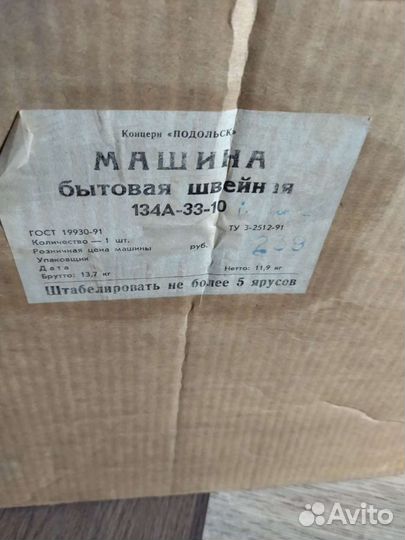 Концерн «ПОДОЛЬСК»
МАШИНА
бытовая швейная
134А-33-10
ГОСТ 19930-91 ТУ 3-2512-91
Количество — 1 шт.
Розничная цена машины руб.
Упаковщик
Дата
Брутто: 13,7 кг Нетто: 11,9 кг
Штабелировать не более 5 ярусов
Avito